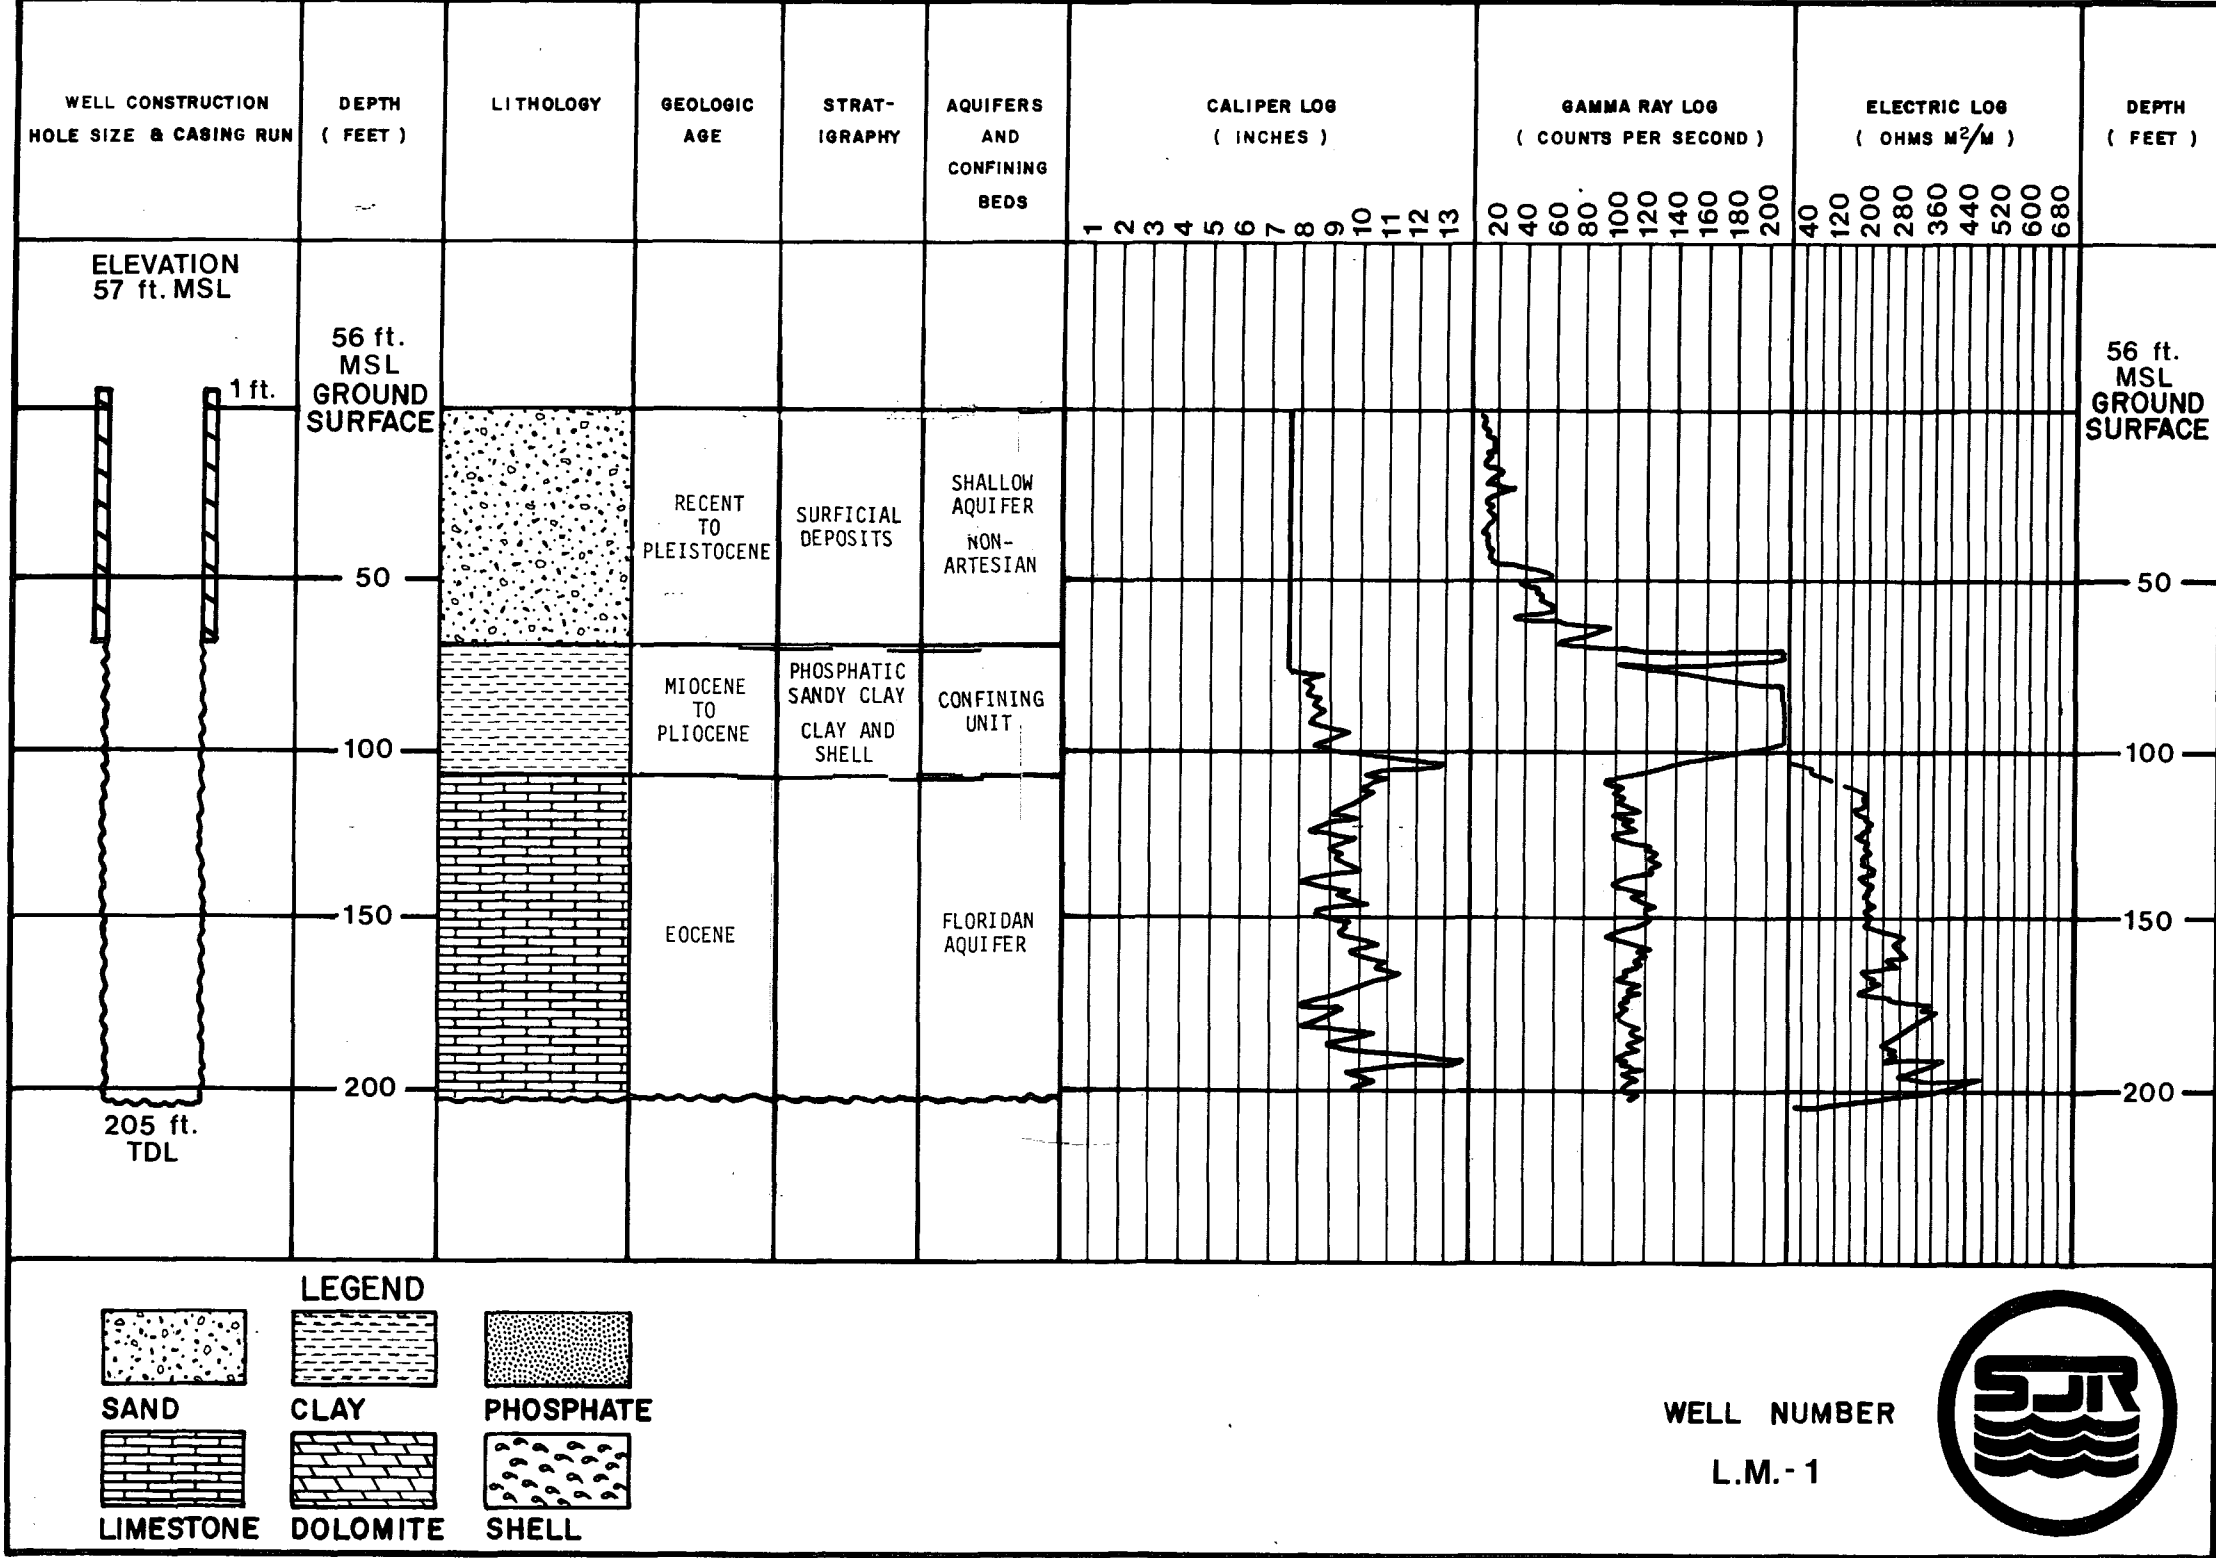 WELL CONSTRUCTION
HOLE SIZE & CASING RUN
DEPTH
( FEET )
LITHOLOGY
GEOLOGIC
AGE
STRAT-
IGRAPHY
AQUIFERS
AND
CONFINING
BEDS
CALIPER LOG
( INCHES )
GAMMA RAY LOG
( COUNTS PER SECOND )
ELECTRIC LOG
( OHMS M²/M )
DEPTH
( FEET )
1 2 3 4 5 6 7 8 9 10 11 12 13
20 40 60 80 100 120 140 160 180 200
40 120 200 280 360 440 520 600 680
ELEVATION
57 ft. MSL
1 ft.
56 ft.
MSL
GROUND
SURFACE
56 ft.
MSL
GROUND
SURFACE
RECENT
TO
PLEISTOCENE
SURFICIAL
DEPOSITS
SHALLOW
AQUIFER
NON-
ARTESIAN
50
50
MIOCENE
TO
PLIOCENE
PHOSPHATIC
SANDY CLAY
CLAY AND
SHELL
CONFINING
UNIT
100
100
150
150
EOCENE
FLORIDAN
AQUIFER
200
200
205 ft.
TDL
LEGEND
SAND
CLAY
PHOSPHATE
LIMESTONE
DOLOMITE
SHELL
WELL NUMBER
L.M.-1
SJR